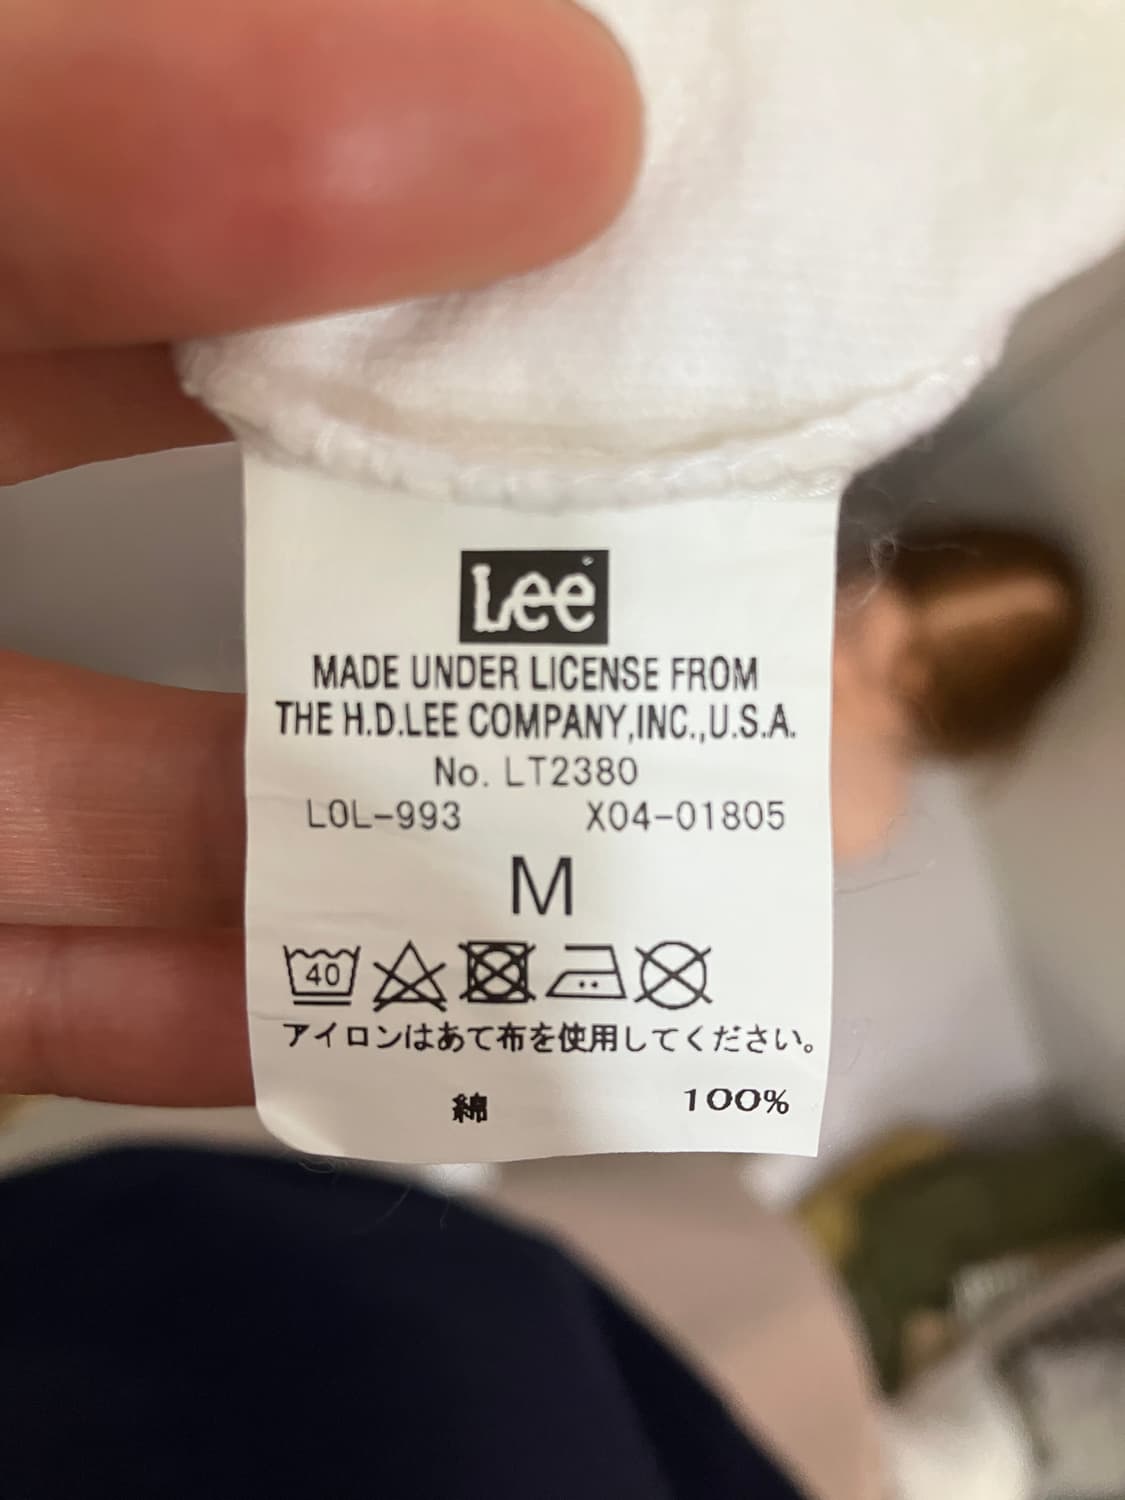 Lee
MADE UNDER LICENSE FROM
THE H.D.LEE COMPANY,INC.,U.S.A.
No. LT2380
LOL-993 X04-01805
M
40
アイロンはあて布を使用してください。
綿 100%